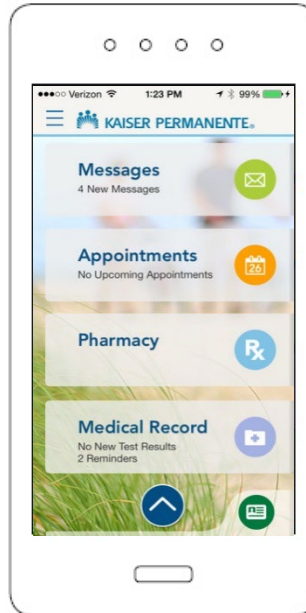 Verizon 1:23 PM 99%
KAISER PERMANENTE®
Messages
4 New Messages
Appointments
No Upcoming Appointments
26
Pharmacy
Rx
Medical Record
No New Test Results
2 Reminders